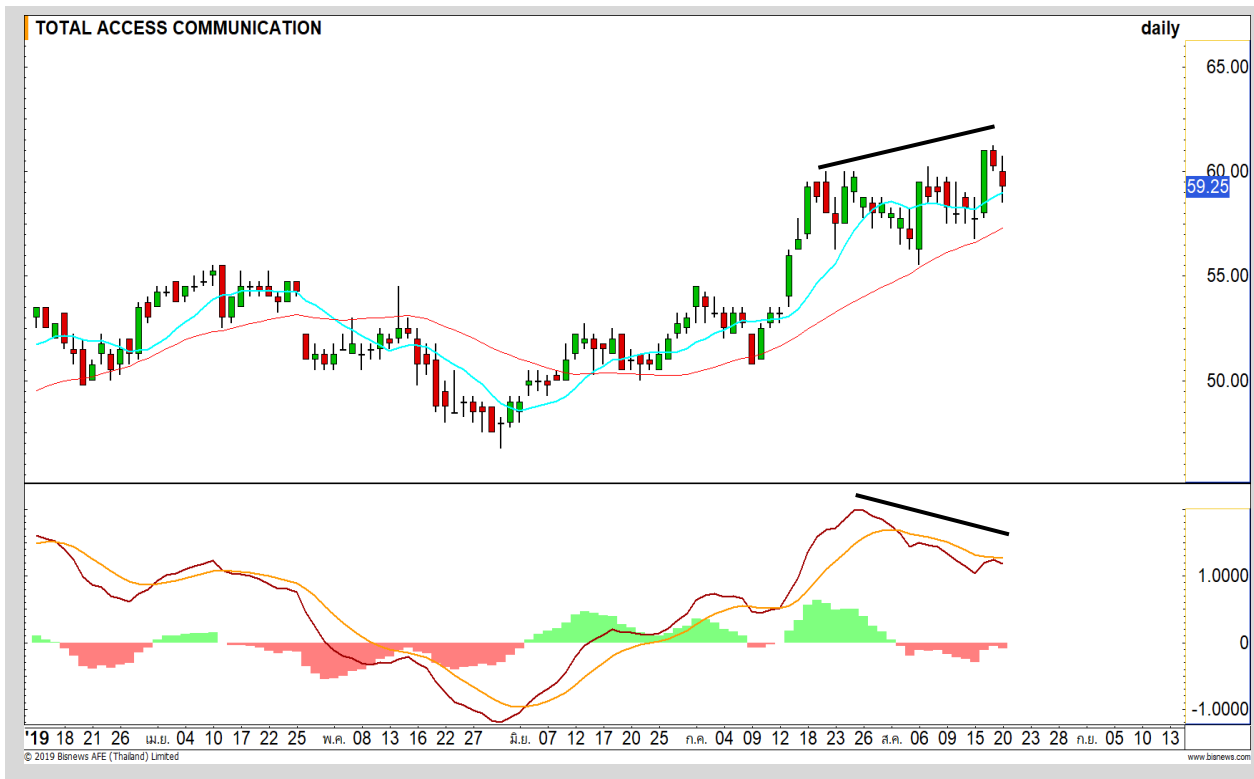 TOTAL ACCESS COMMUNICATION daily
65.00
60.00
59.25
55.00
50.00
1.0000
0
-1.0000
'19 18 21 26 เม.ย. 04 10 17 22 25 พ.ค. 08 13 16 22 27 มิ.ย. 07 12 17 20 25 ก.ค. 04 09 12 18 23 26 ส.ค. 06 09 15 20 23 28 ก.ย. 05 10 13
© 2019 Bisnews AFE (Thailand) Limited www.bisnews.com